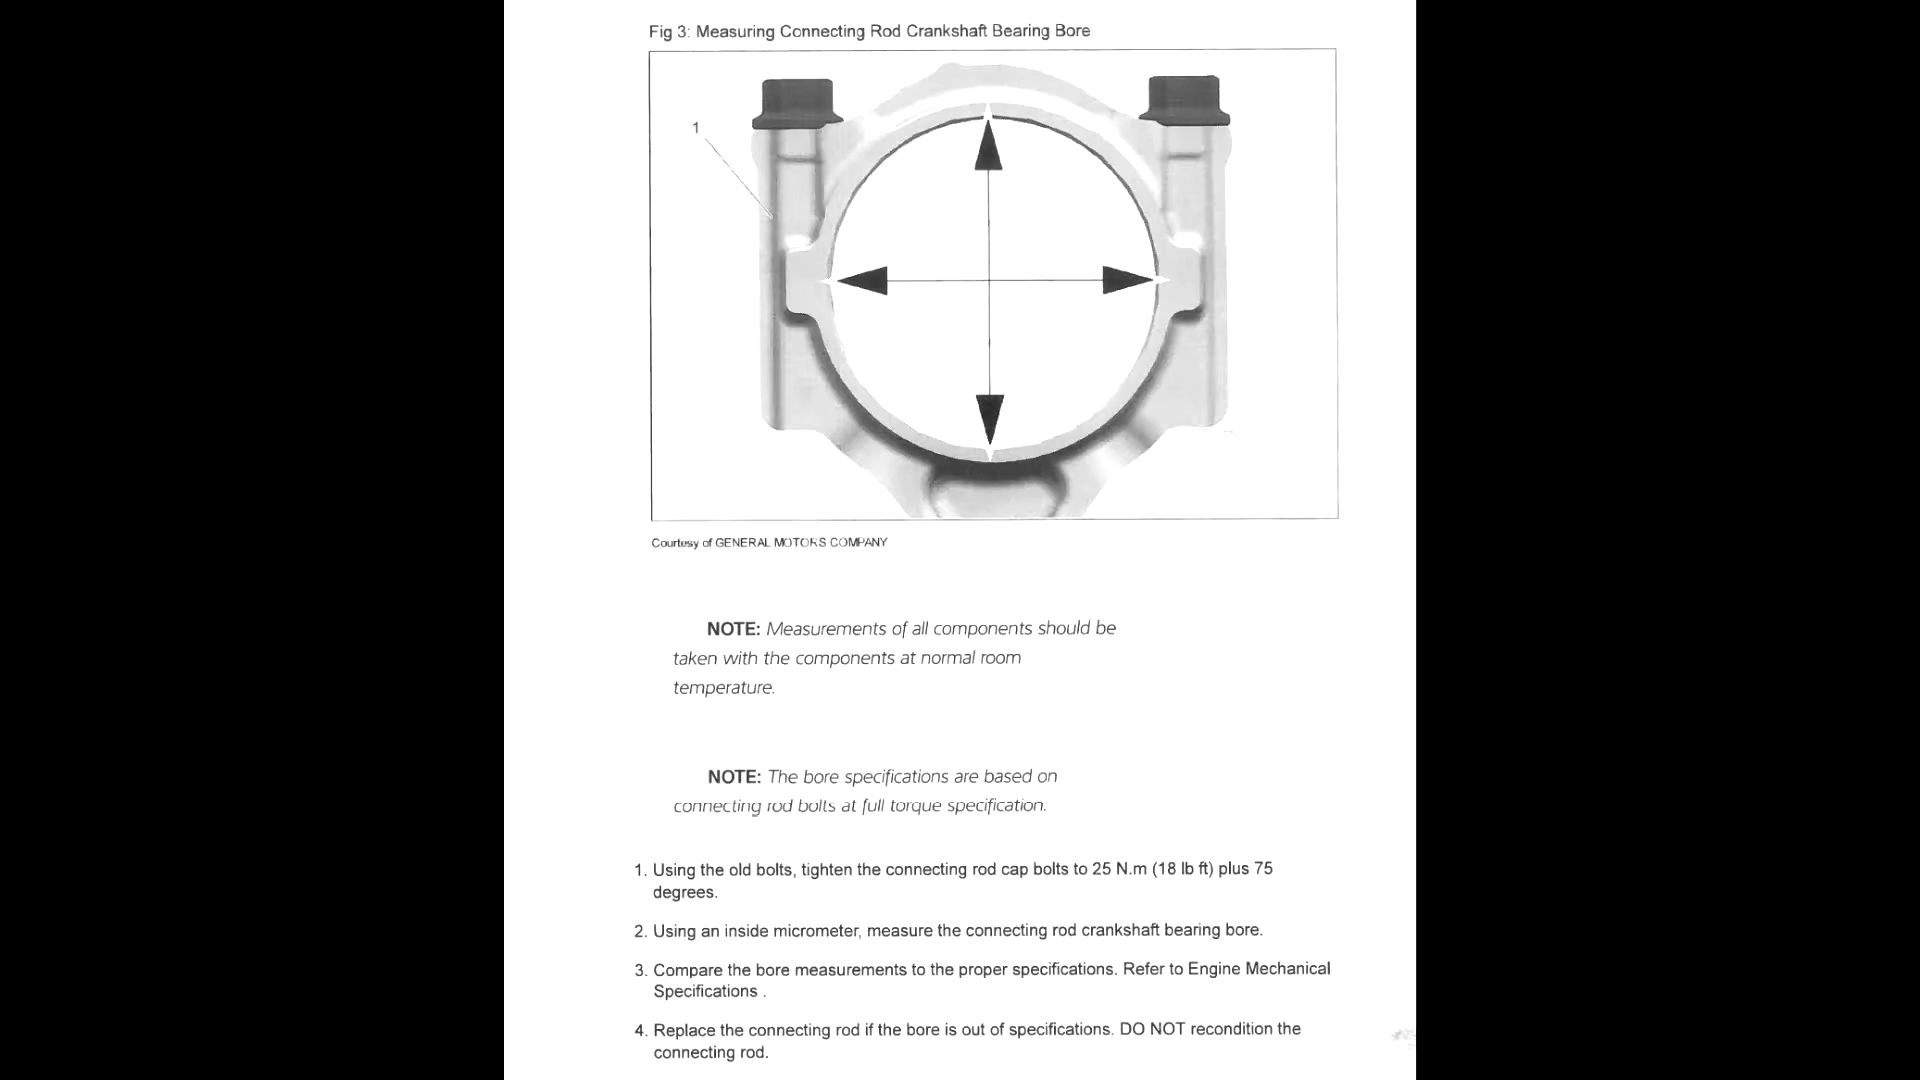 Fig 3: Measuring Connecting Rod Crankshaft Bearing Bore
1
Courtesy of GENERAL MOTORS COMPANY
NOTE: Measurements of all components should be
taken with the components at normal room
temperature.
NOTE: The bore specifications are based on
connecting rod bolts at full torque specification.
1. Using the old bolts, tighten the connecting rod cap bolts to 25 N.m (18 lb ft) plus 75
degrees.
2. Using an inside micrometer, measure the connecting rod crankshaft bearing bore.
3. Compare the bore measurements to the proper specifications. Refer to Engine Mechanical
Specifications .
4. Replace the connecting rod if the bore is out of specifications. DO NOT recondition the
connecting rod.